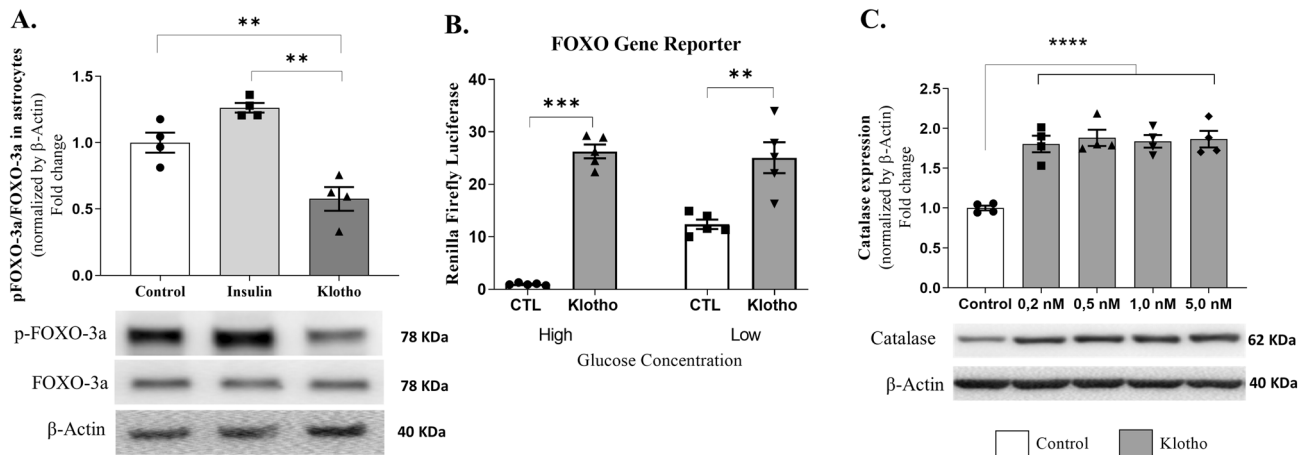 A.
**
**
pFOXO-3a/FOXO-3a in astrocytes
(normalized by β-Actin)
Fold change
1.5
1.0
0.5
0.0
Control Insulin Klotho
p-FOXO-3a 78 KDa
FOXO-3a 78 KDa
β-Actin 40 KDa
B.
FOXO Gene Reporter
Renilla Firefly Luciferase
40
30
20
10
0
***
**
CTL Klotho CTL Klotho
High Low
Glucose Concentration
C.
****
Catalase expression
(normalized by β-Actin)
Fold change
2.5
2.0
1.5
1.0
0.5
0.0
Control 0,2 nM 0,5 nM 1,0 nM 5,0 nM
Catalase 62 KDa
β-Actin 40 KDa
Control Klotho